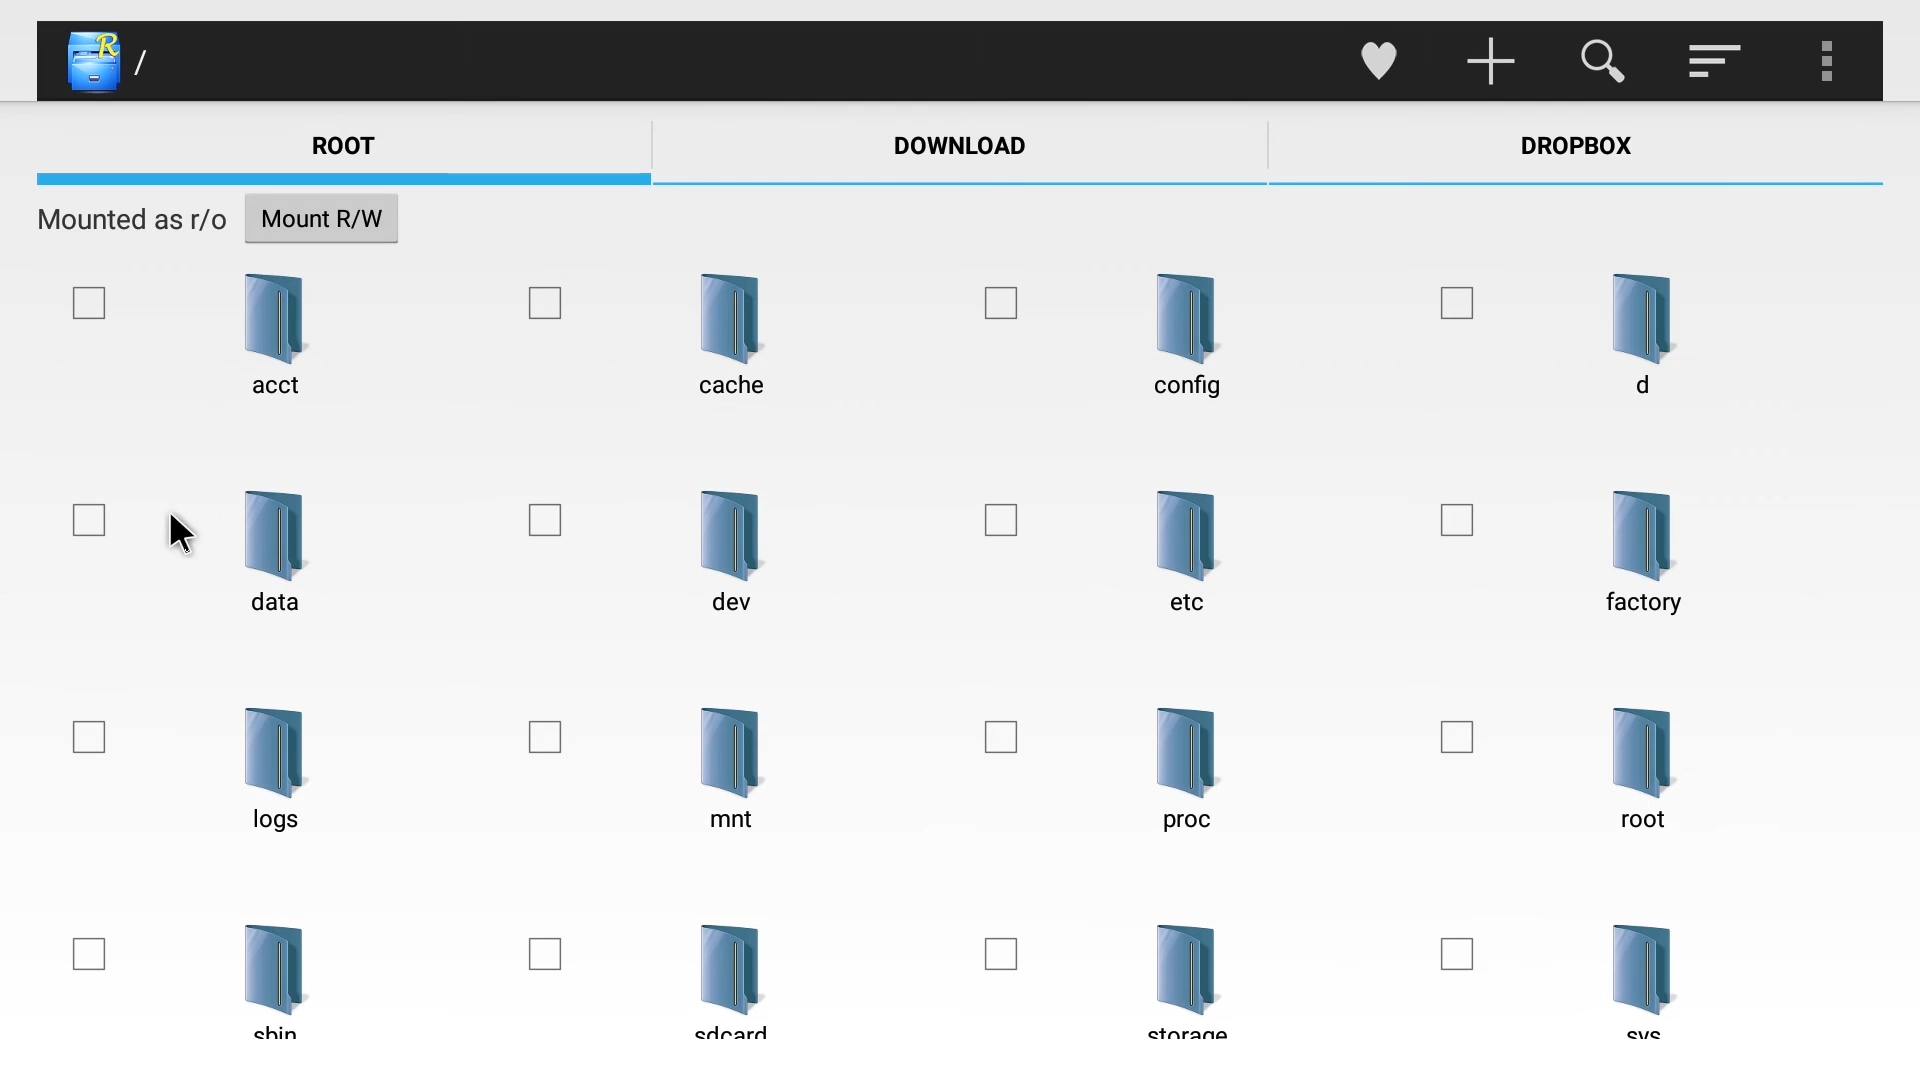 /
ROOT
DOWNLOAD
DROPBOX
Mounted as r/o
Mount R/W
acct
cache
config
d
data
dev
etc
factory
logs
mnt
proc
root
sbin
sdcard
storage
sys